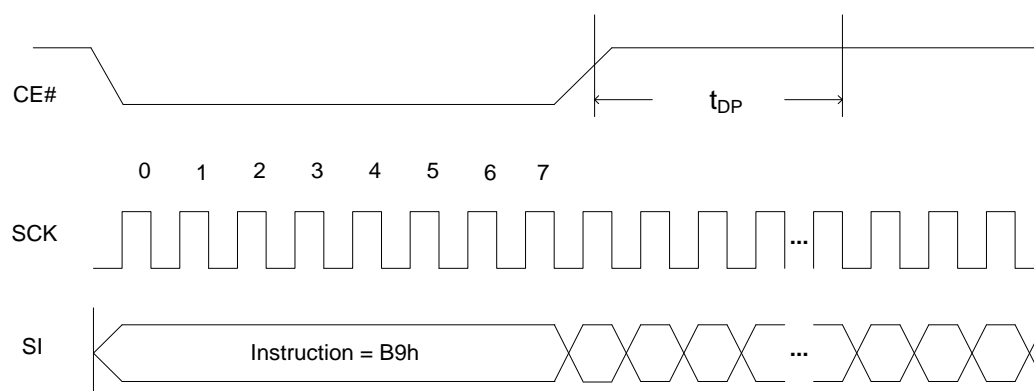 CE#
tDP
0 1 2 3 4 5 6 7
SCK
...
SI
Instruction = B9h
...